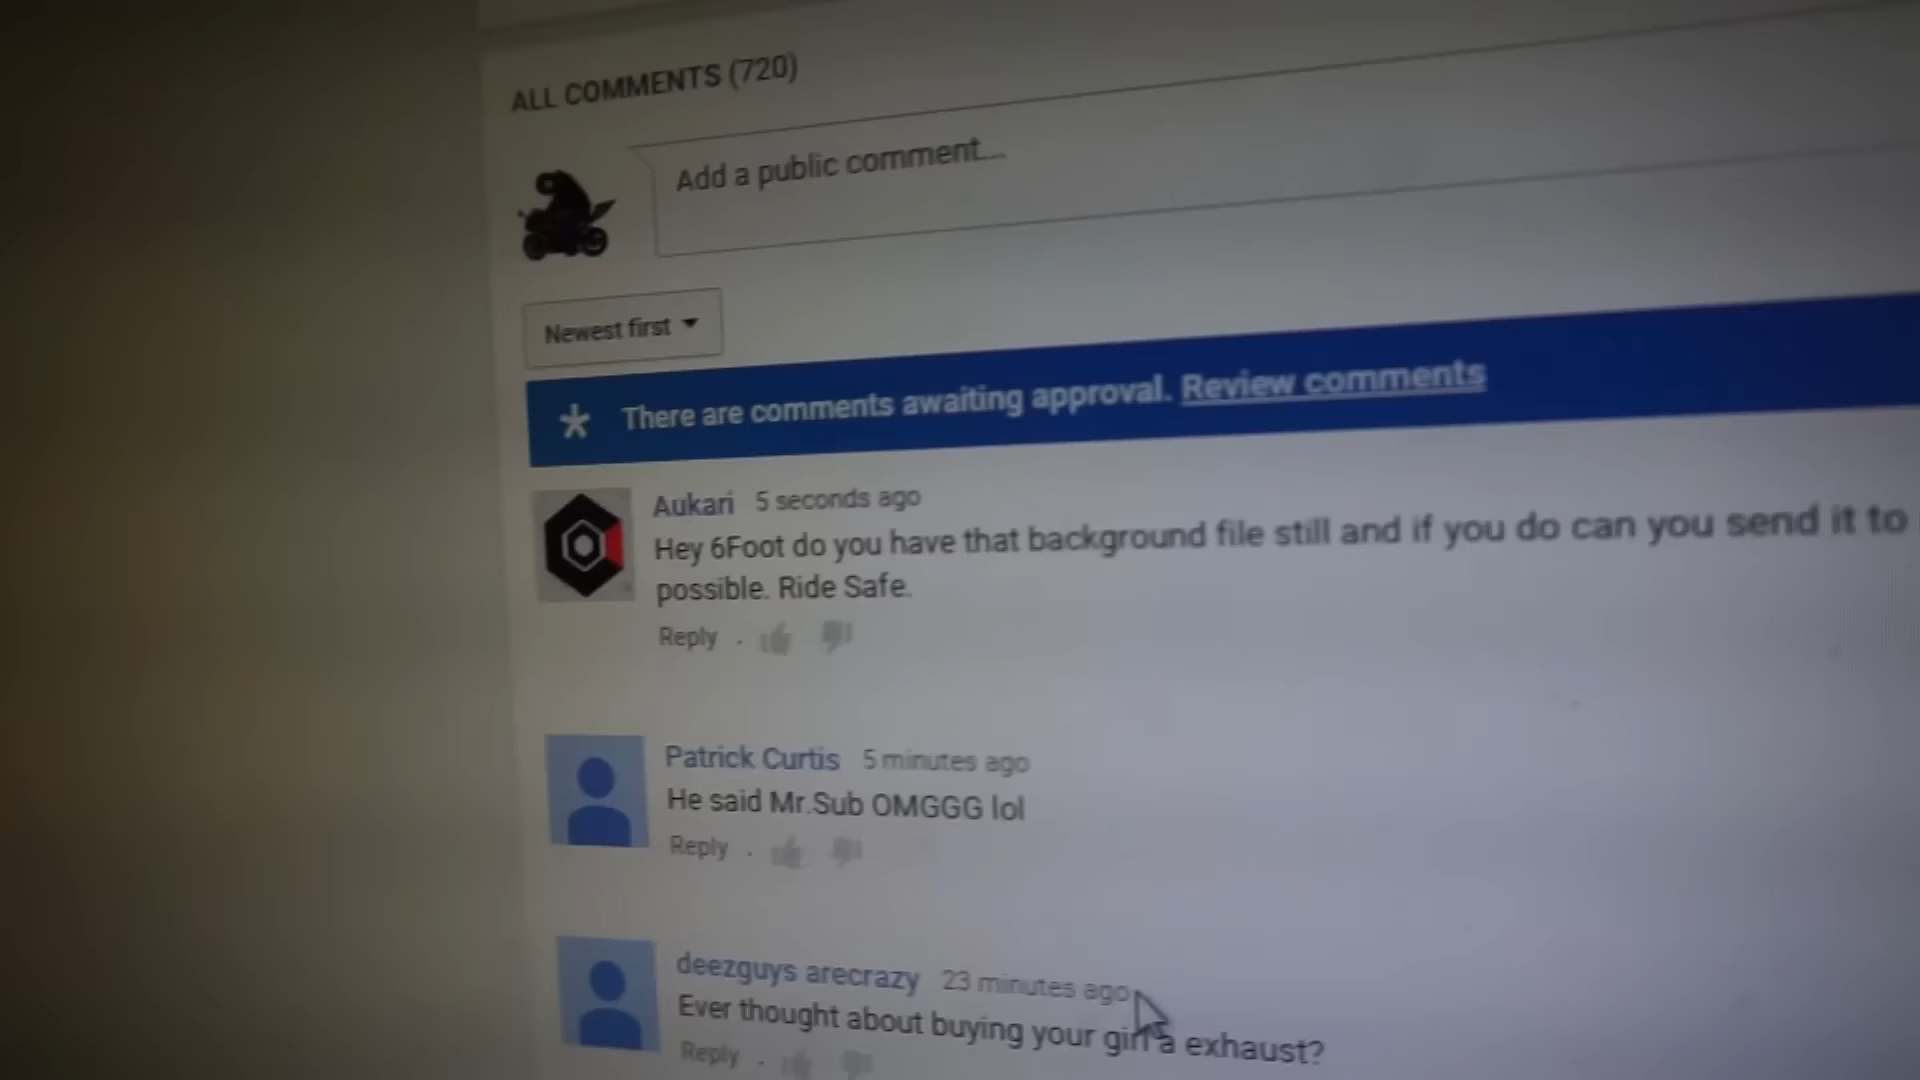 ALL COMMENTS (720)
Add a public comment...
Newest first
There are comments awaiting approval. Review comments
Aukari 5 seconds ago
Hey 6Foot do you have that background file still and if you do can you send it to
possible. Ride Safe.
Reply .
Patrick Curtis 5 minutes ago
He said Mr.Sub OMGGG lol
Reply .
deezguys arecrazy 23 minutes ago
Ever thought about buying your girl a exhaust?
Reply .